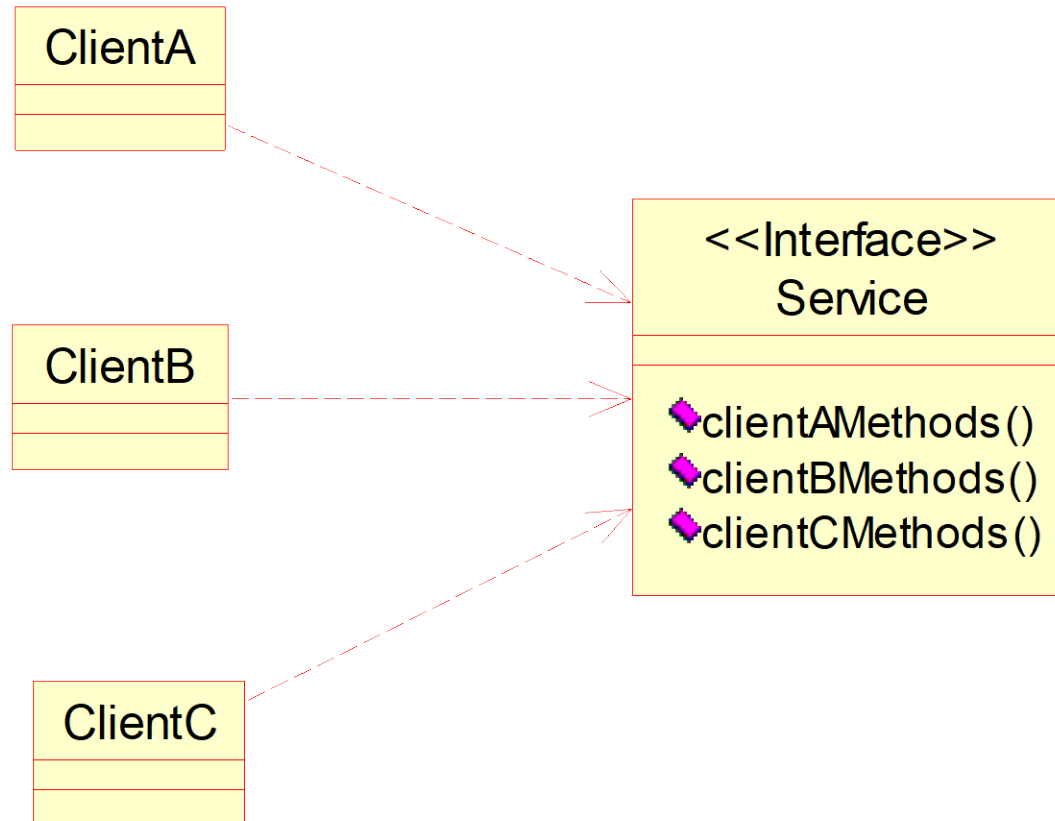 ClientA
<<Interface>>
Service
ClientB
clientAMethods()
clientBMethods()
clientCMethods()
ClientC